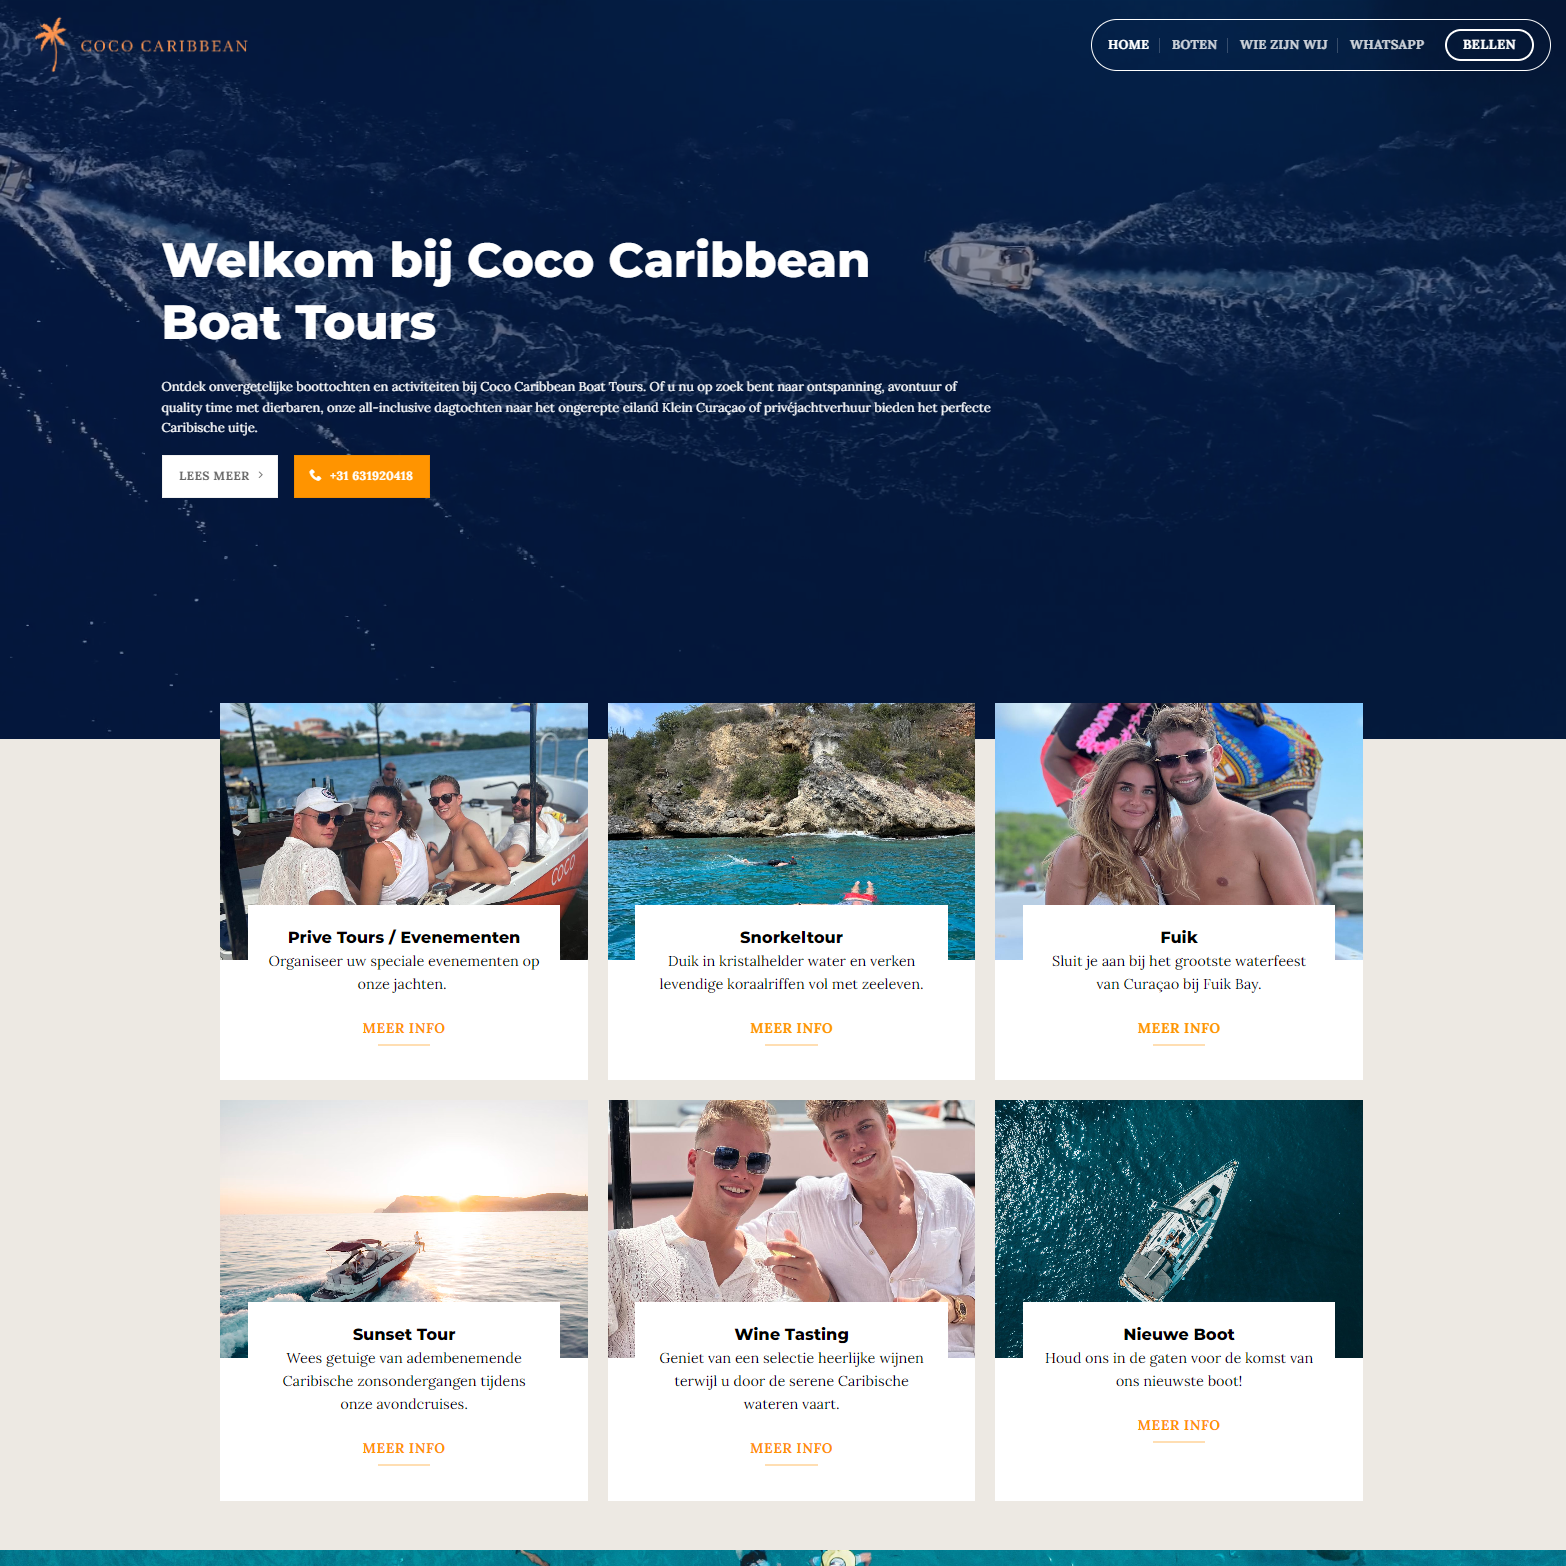 COCO CARIBBEAN
HOME
BOTEN
WIE ZIJN WIJ
WHATSAPP
BELLEN
Welkom bij Coco Caribbean
Boat Tours
Ontdek onvergetelijke boottochten en activiteiten bij Coco Caribbean Boat Tours. Of u nu op zoek bent naar ontspanning, avontuur of
quality time met dierbaren, onze all-inclusive dagtochten naar het ongerepte eiland Klein Curaçao of privéjachtverhuur bieden het perfecte
Caribische uitje.
LEES MEER
+31 631920418
COCO
Prive Tours / Evenementen
Organiseer uw speciale evenementen op
onze jachten.
MEER INFO
Snorkeltour
Duik in kristalhelder water en verken
levendige koraalriffen vol met zeeleven.
MEER INFO
Fuik
Sluit je aan bij het grootste waterfeest
van Curaçao bij Fuik Bay.
MEER INFO
Sunset Tour
Wees getuige van adembenemende
Caribische zonsondergangen tijdens
onze avondcruises.
MEER INFO
Wine Tasting
Geniet van een selectie heerlijke wijnen
terwijl u door de serene Caribische
wateren vaart.
MEER INFO
Nieuwe Boot
Houd ons in de gaten voor de komst van
ons nieuwste boot!
MEER INFO